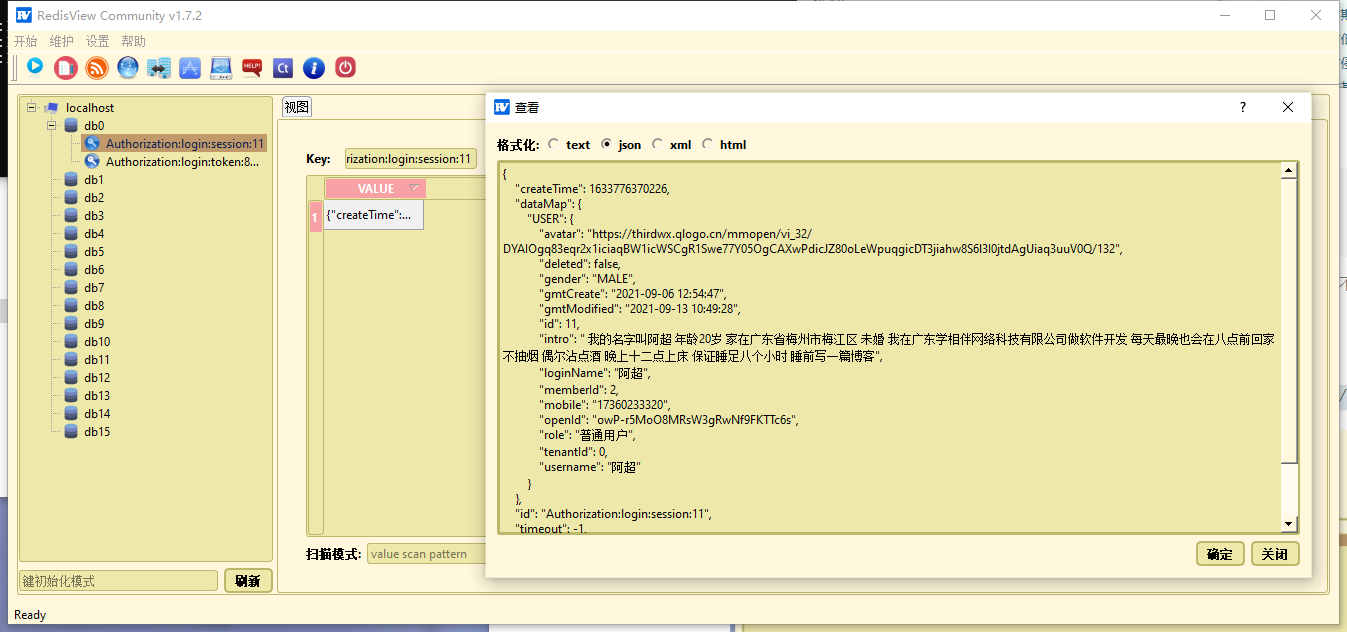 RedisView Community v1.7.2
开始 维护 设置 帮助
HELP! Ct
localhost
db0
Authorization:login:session:11
Authorization:login:token:8...
db1
db2
db3
db4
db5
db6
db7
db8
db9
db10
db11
db12
db13
db14
db15
键初始化模式 刷新
Ready
视图
Key: rization:login:session:11
VALUE
1 {"createTime":...
扫描模式: value scan pattern
RV 查看 ?
格式化: text json xml html
{
"createTime": 1633776370226,
"dataMap": {
"USER": {
"avatar": "https://thirdwx.qlogo.cn/mmopen/vi_32/
DYAIOgq83eqr2x1iciaqBW1icWSCgR1Swe77Y05OgCAXwPdicJZ80oLeWpuqgicDT3jiahw8S6I3I0jtdAgUiaq3uuV0Q/132",
"deleted": false,
"gender": "MALE",
"gmtCreate": "2021-09-06 12:54:47",
"gmtModified": "2021-09-13 10:49:28",
"id": 11,
"intro": " 我的名字叫阿超 年龄20岁 家在广东省梅州市梅江区 未婚 我在广东学相伴网络科技有限公司做软件开发 每天最晚也会在八点前回家
不抽烟 偶尔沾点酒 晚上十二点上床 保证睡足八个小时 睡前写一篇博客",
"loginName": "阿超",
"memberId": 2,
"mobile": "17360233320",
"openId": "owP-r5MoO8MRsW3gRwNf9FKTTc6s",
"role": "普通用户",
"tenantId": 0,
"username": "阿超"
}
},
"id": "Authorization:login:session:11",
"timeout": -1,
确定 关闭